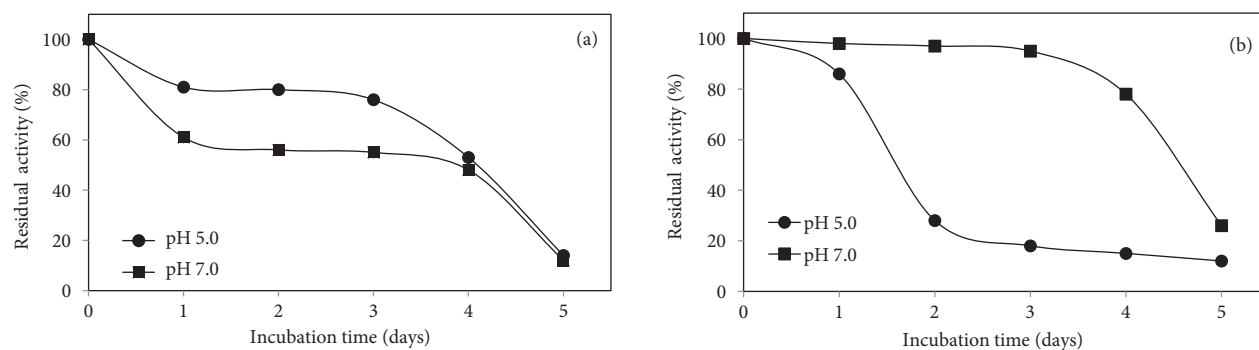 (a)
Residual activity (%)
100
80
60
40
20
0
pH 5.0
pH 7.0
0 1 2 3 4 5
Incubation time (days)
(b)
Residual activity (%)
100
80
60
40
20
0
pH 5.0
pH 7.0
0 1 2 3 4 5
Incubation time (days)